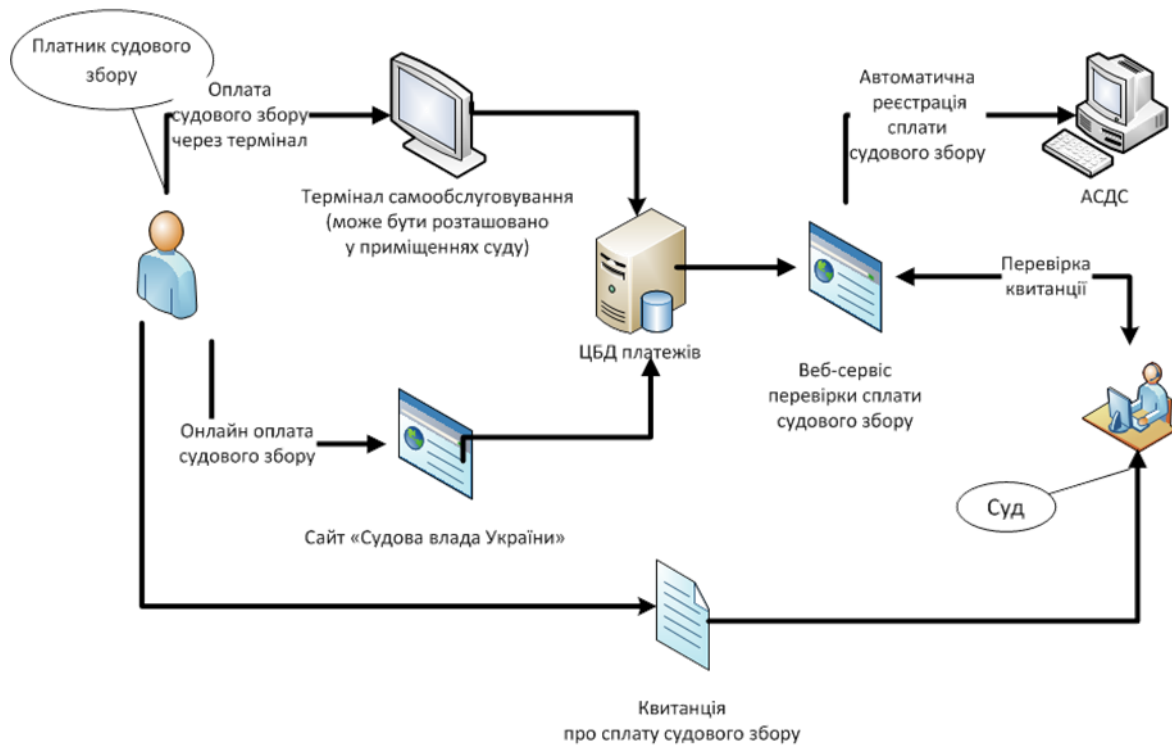 Платник судового
збору
Оплата
судового збору
через термінал
Термінал самообслуговування
(може бути розташовано
у приміщеннях суду)
Автоматична
реєстрація
сплати
судового збору
АСДС
Перевірка
квитанції
ЦБД платежів
Веб-сервіс
перевірки сплати
судового збору
Онлайн оплата
судового збору
Сайт «Судова влада України»
Суд
Квитанція
про сплату судового збору